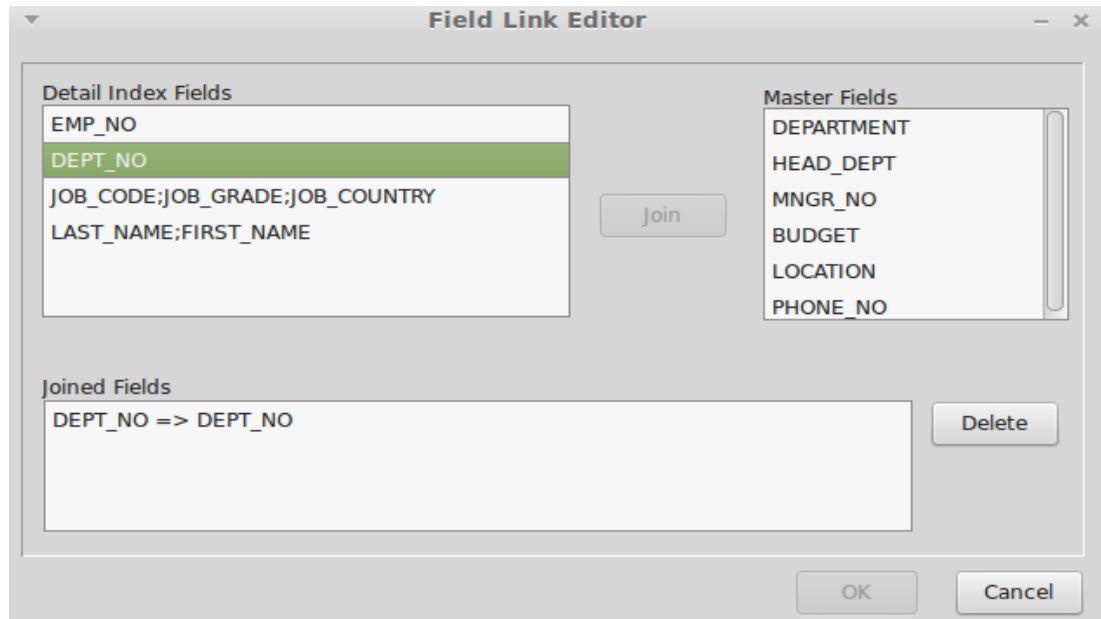 Field Link Editor
Detail Index Fields
EMP_NO
DEPT_NO
JOB_CODE;JOB_GRADE;JOB_COUNTRY
LAST_NAME;FIRST_NAME
Join
Master Fields
DEPARTMENT
HEAD_DEPT
MNGR_NO
BUDGET
LOCATION
PHONE_NO
Joined Fields
DEPT_NO => DEPT_NO
Delete
OK
Cancel